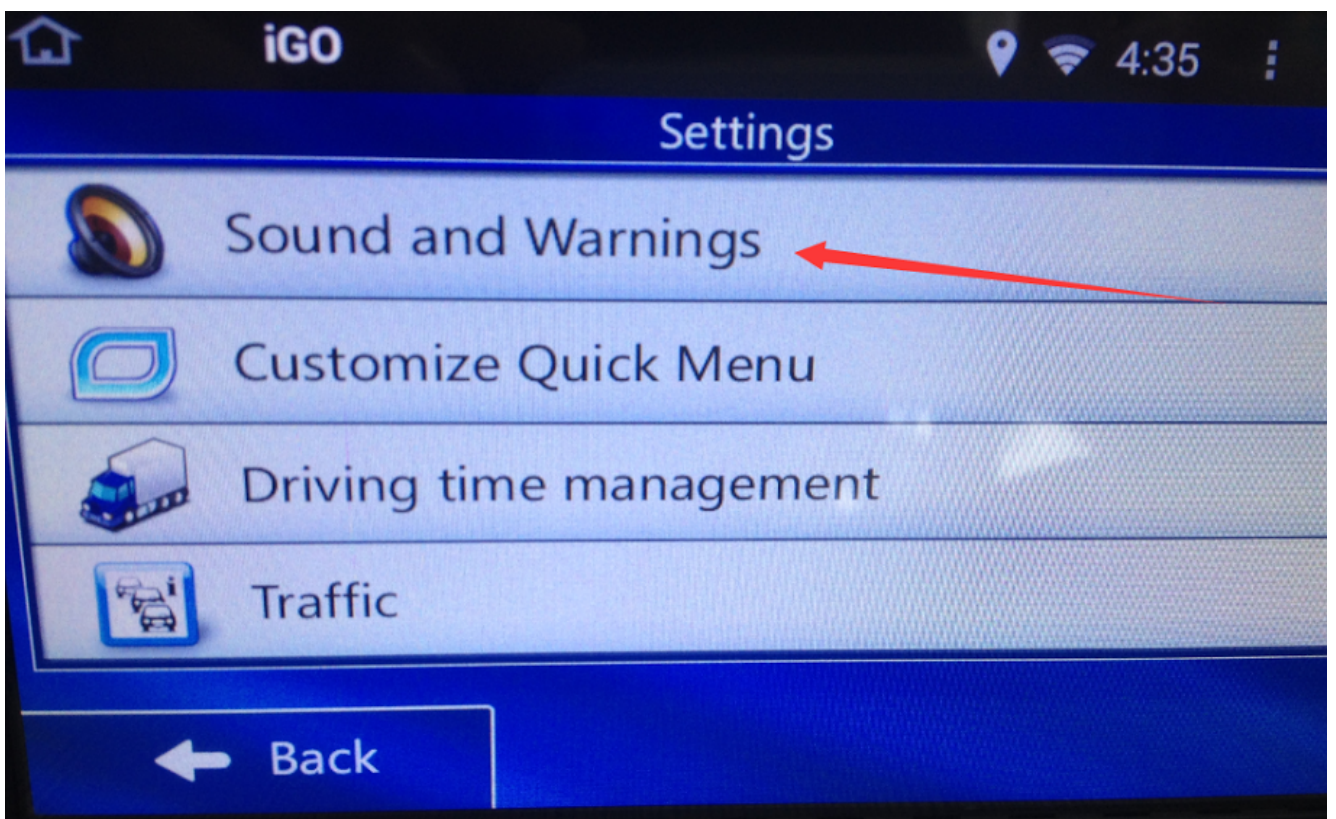 iGO 4:35
Settings
Sound and Warnings
Customize Quick Menu
Driving time management
Traffic
Back